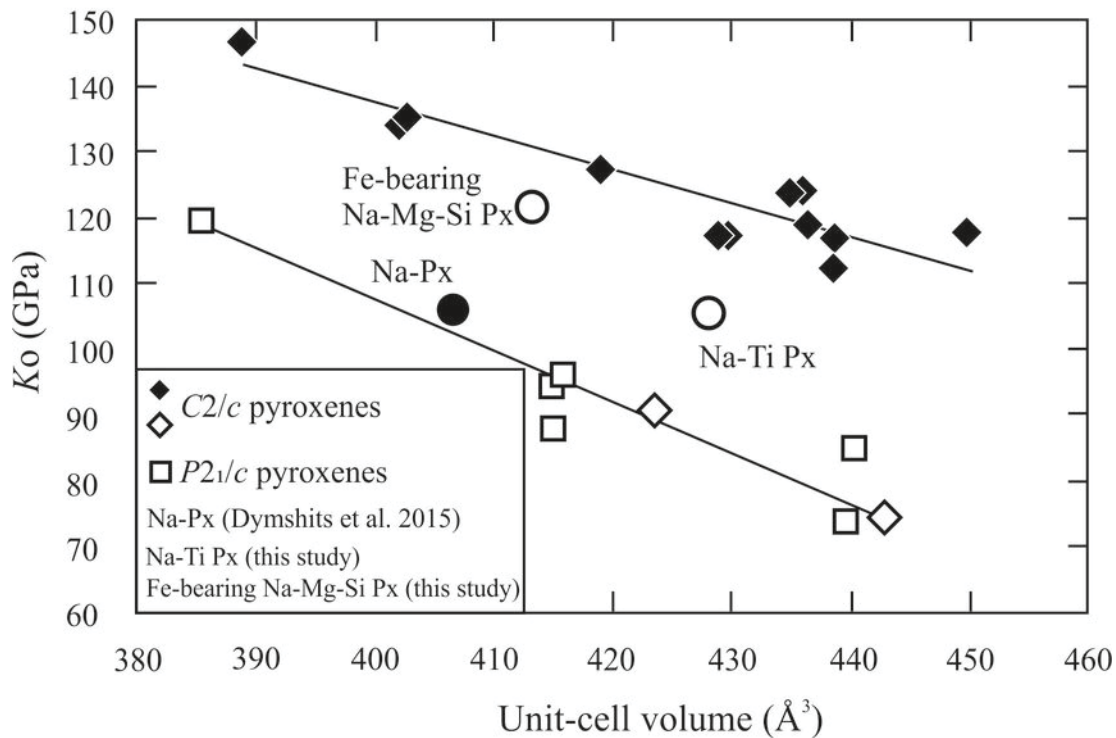 150
140
130
120
110
100
90
80
70
60
Ko (GPa)
Fe-bearing
Na-Mg-Si Px
Na-Px
Na-Ti Px
C2/c pyroxenes
P2₁/c pyroxenes
Na-Px (Dymshits et al. 2015)
Na-Ti Px (this study)
Fe-bearing Na-Mg-Si Px (this study)
380 390 400 410 420 430 440 450 460
Unit-cell volume (Å³)